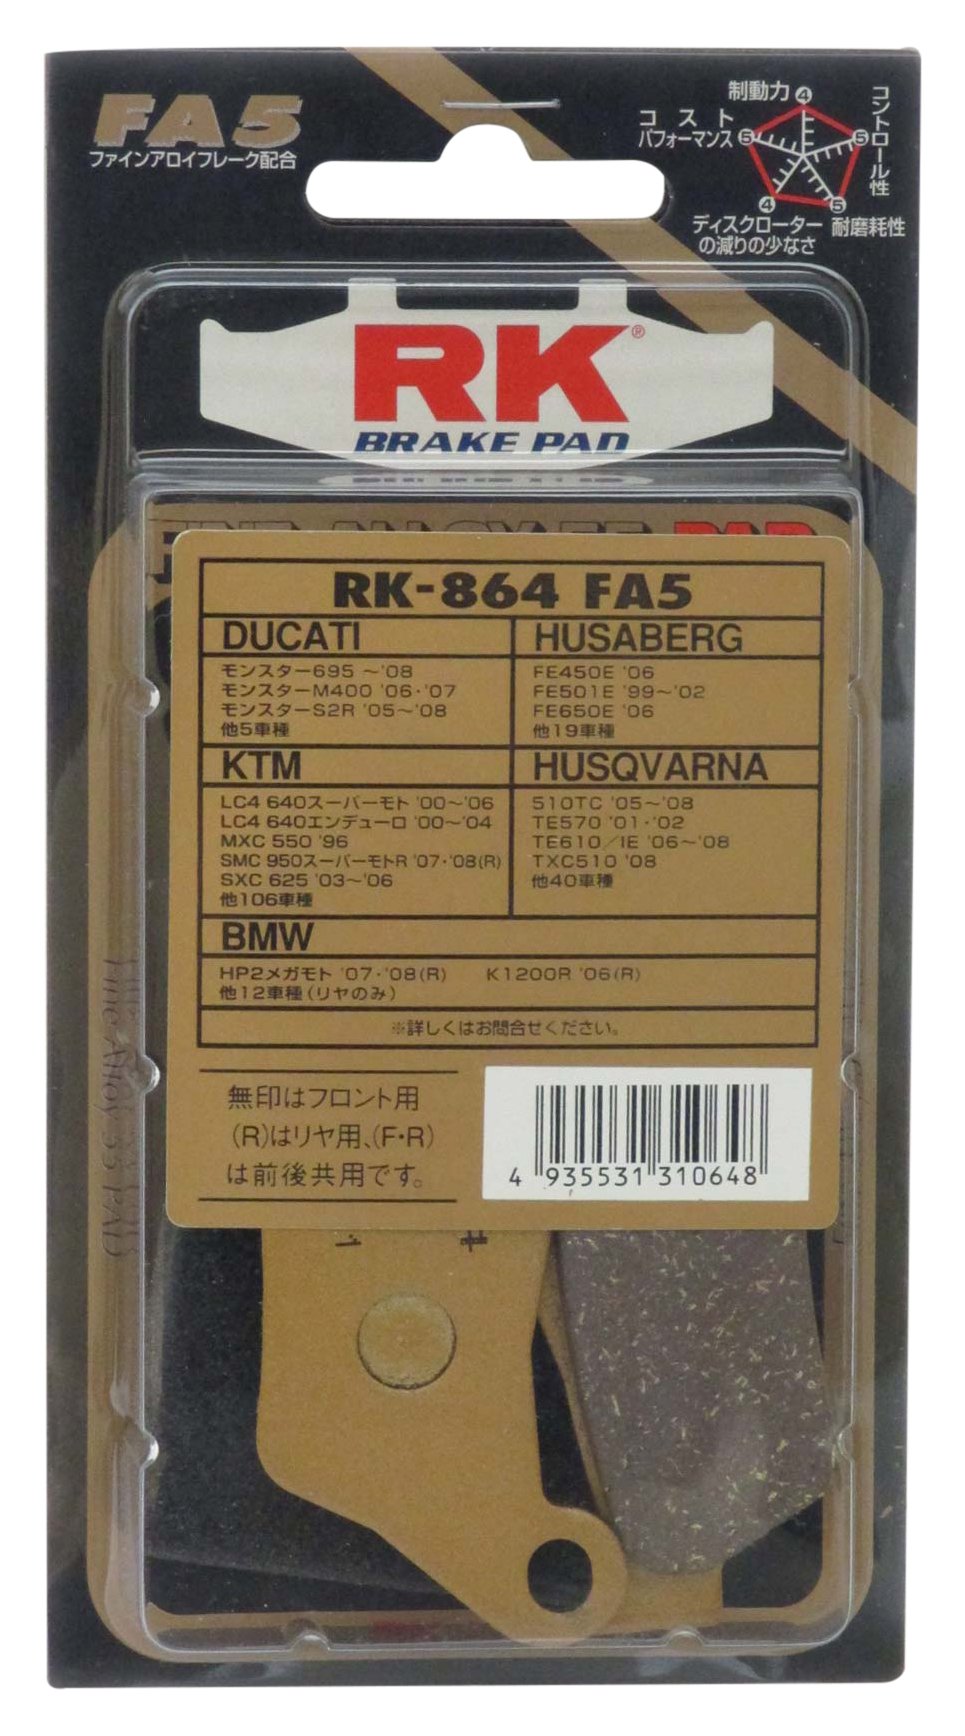 FA5
ファインアロイフレーク配合
制動力 4
コスト
パフォーマンス 5
5 コントロール性
4 5
ディスクローター
の減りの少なさ
耐磨耗性
RK®
BRAKE PAD
RK-864 FA5
DUCATI
モンスター695 ~'08
モンスターM400 '06・'07
モンスターS2R '05~'08
他5車種
HUSABERG
FE450E '06
FE501E '99~'02
FE650E '06
他19車種
KTM
LC4 640スーパーモト '00~'06
LC4 640エンデューロ '00~'04
MXC 550 '96
SMC 950スーパーモトR '07・'08(R)
SXC 625 '03~'06
他106車種
HUSQVARNA
510TC '05~'08
TE570 '01・'02
TE610/IE '06~'08
TXC510 '08
他40車種
BMW
HP2メガモト '07・'08(R) K1200R '06(R)
他12車種(リヤのみ)
※詳しくはお問合せください。
無印はフロント用
(R)はリヤ用、(F・R)
は前後共用です。
4 935531 310648